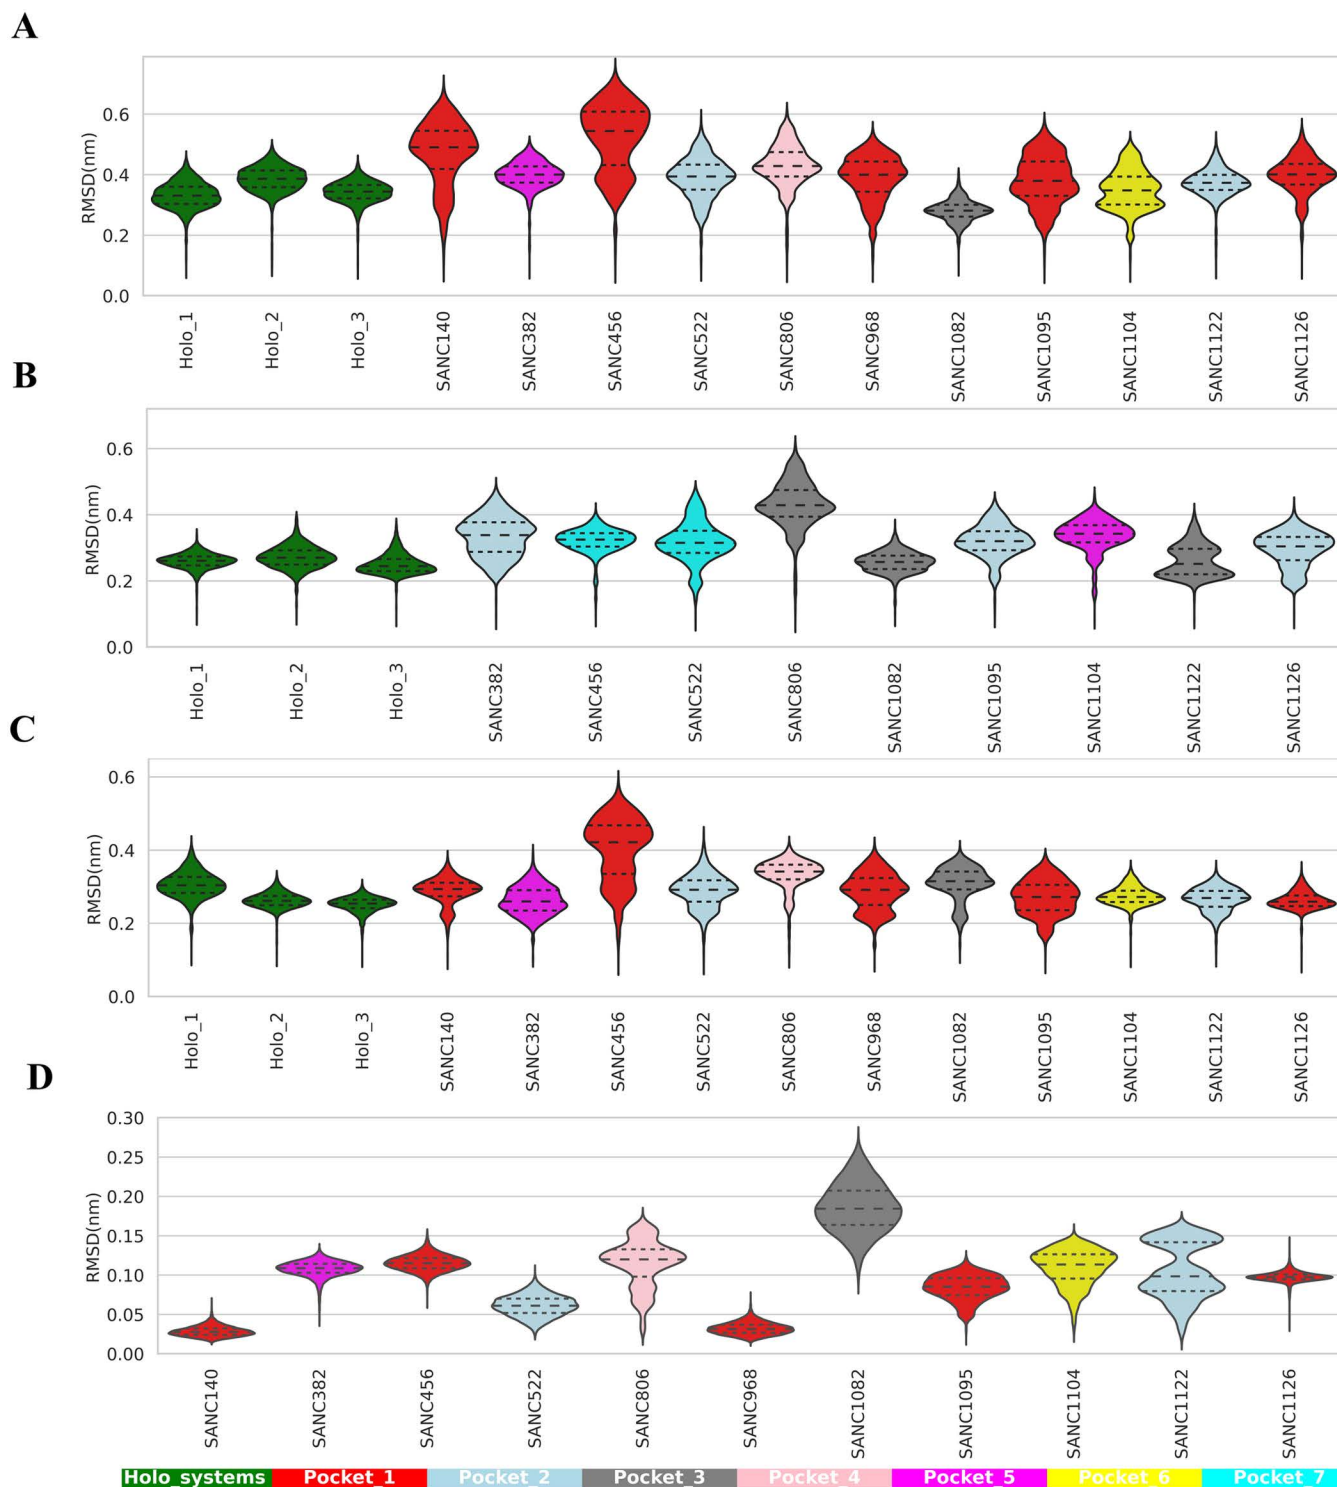 A
RMSD(nm)
0.6
0.4
0.2
0.0
Holo_1 Holo_2 Holo_3 SANC140 SANC382 SANC456 SANC522 SANC806 SANC968 SANC1082 SANC1095 SANC1104 SANC1122 SANC1126
B
RMSD(nm)
0.6
0.4
0.2
0.0
Holo_1 Holo_2 Holo_3 SANC382 SANC456 SANC522 SANC806 SANC1082 SANC1095 SANC1104 SANC1122 SANC1126
C
RMSD(nm)
0.6
0.4
0.2
0.0
Holo_1 Holo_2 Holo_3 SANC140 SANC382 SANC456 SANC522 SANC806 SANC968 SANC1082 SANC1095 SANC1104 SANC1122 SANC1126
D
RMSD(nm)
0.30
0.25
0.20
0.15
0.10
0.05
0.00
SANC140 SANC382 SANC456 SANC522 SANC806 SANC968 SANC1082 SANC1095 SANC1104 SANC1122 SANC1126
Holo_systems Pocket_1 Pocket_2 Pocket_3 Pocket_4 Pocket_5 Pocket_6 Pocket_7